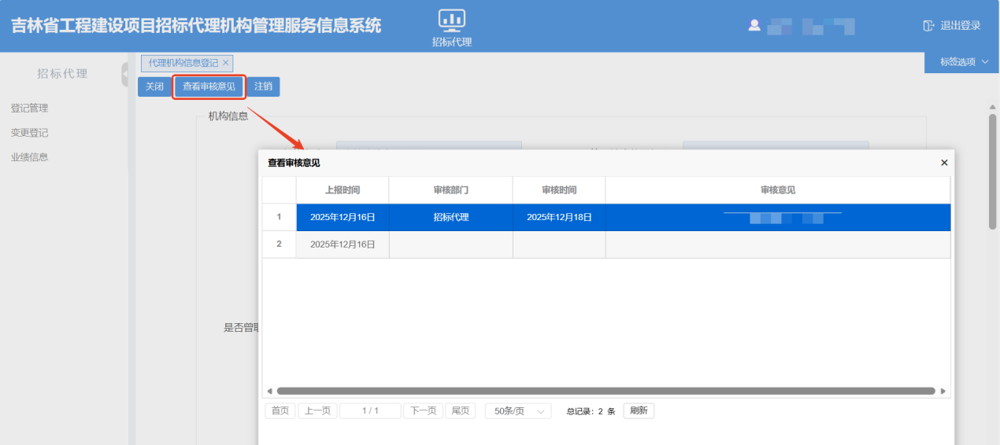 吉林省工程建设项目招标代理机构管理服务信息系统
招标代理
退出登录
招标代理
代理机构信息登记 ×
标签选项
关闭 查看审核意见 注销
登记管理
变更登记
业绩信息
机构信息
查看审核意见 ×
上报时间 审核部门 审核时间 审核意见
1 2025年12月16日 招标代理 2025年12月18日
2 2025年12月16日
是否曾
首页 上一页 1 / 1 下一页 尾页 50条/页 总记录：2 条 刷新